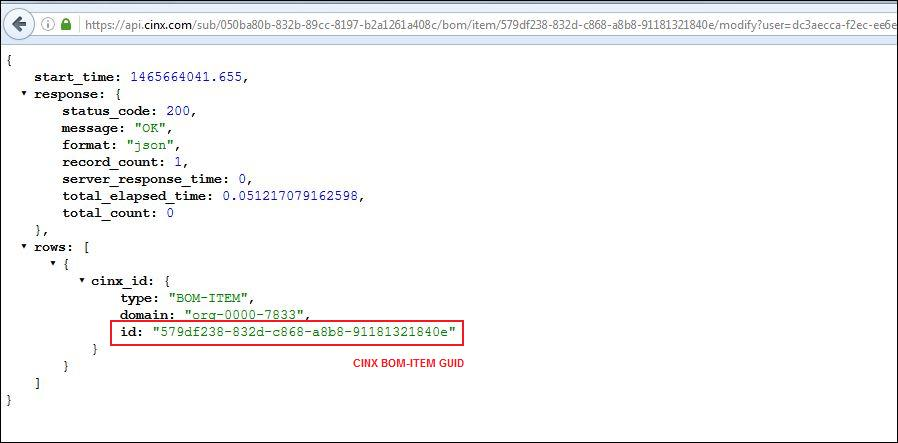 https://api.cinx.com/sub/050ba80b-832b-89cc-8197-b2a1261a408c/bom/item/579df238-832d-c868-a8b8-91181321840e/modify?user=dc3aecca-f2ec-ee6e
{
start_time: 1465664041.655,
response: {
status_code: 200,
message: "OK",
format: "json",
record_count: 1,
server_response_time: 0,
total_elapsed_time: 0.051217079162598,
total_count: 0
},
rows: [
{
cinx_id: {
type: "BOM-ITEM",
domain: "org-0000-7833",
id: "579df238-832d-c868-a8b8-91181321840e"
}
CINX BOM-ITEM GUID
}
]
}